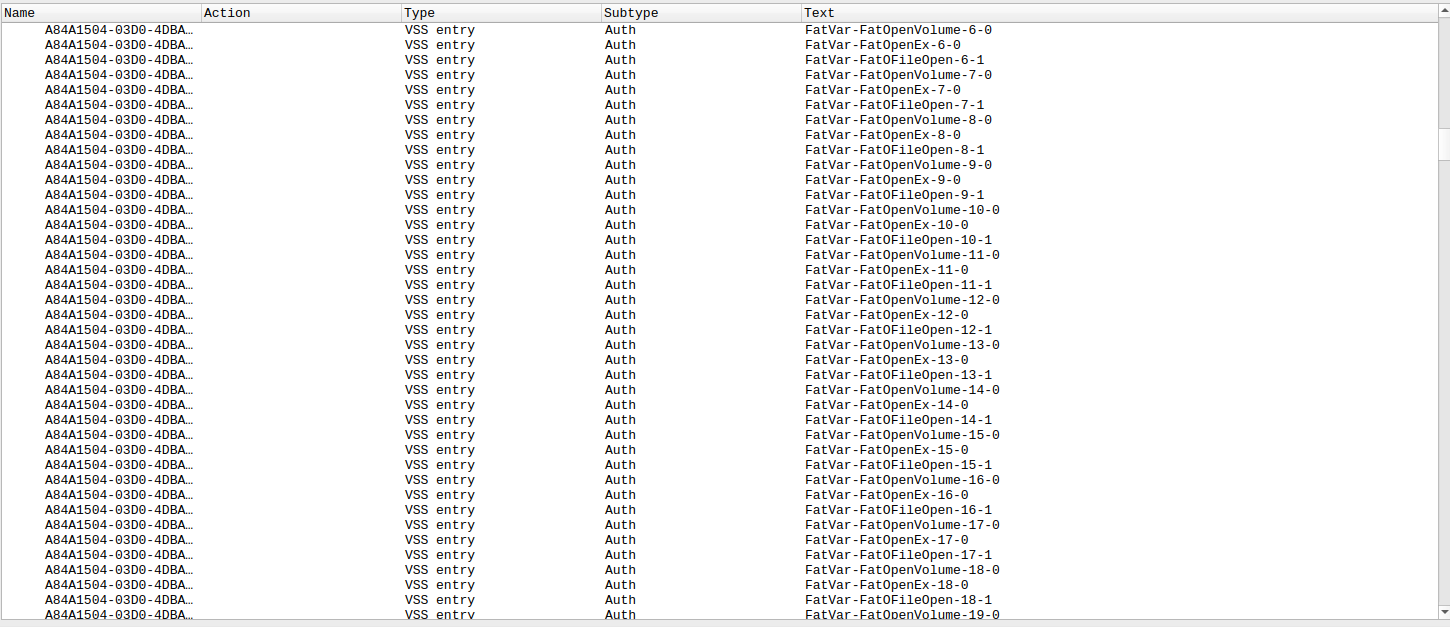 Name Action Type Subtype Text
A84A1504-03D0-4DBA… VSS entry Auth FatVar-FatOpenVolume-6-0
A84A1504-03D0-4DBA… VSS entry Auth FatVar-FatOpenEx-6-0
A84A1504-03D0-4DBA… VSS entry Auth FatVar-FatOFileOpen-6-1
A84A1504-03D0-4DBA… VSS entry Auth FatVar-FatOpenVolume-7-0
A84A1504-03D0-4DBA… VSS entry Auth FatVar-FatOpenEx-7-0
A84A1504-03D0-4DBA… VSS entry Auth FatVar-FatOFileOpen-7-1
A84A1504-03D0-4DBA… VSS entry Auth FatVar-FatOpenVolume-8-0
A84A1504-03D0-4DBA… VSS entry Auth FatVar-FatOpenEx-8-0
A84A1504-03D0-4DBA… VSS entry Auth FatVar-FatOFileOpen-8-1
A84A1504-03D0-4DBA… VSS entry Auth FatVar-FatOpenVolume-9-0
A84A1504-03D0-4DBA… VSS entry Auth FatVar-FatOpenEx-9-0
A84A1504-03D0-4DBA… VSS entry Auth FatVar-FatOFileOpen-9-1
A84A1504-03D0-4DBA… VSS entry Auth FatVar-FatOpenVolume-10-0
A84A1504-03D0-4DBA… VSS entry Auth FatVar-FatOpenEx-10-0
A84A1504-03D0-4DBA… VSS entry Auth FatVar-FatOFileOpen-10-1
A84A1504-03D0-4DBA… VSS entry Auth FatVar-FatOpenVolume-11-0
A84A1504-03D0-4DBA… VSS entry Auth FatVar-FatOpenEx-11-0
A84A1504-03D0-4DBA… VSS entry Auth FatVar-FatOFileOpen-11-1
A84A1504-03D0-4DBA… VSS entry Auth FatVar-FatOpenVolume-12-0
A84A1504-03D0-4DBA… VSS entry Auth FatVar-FatOpenEx-12-0
A84A1504-03D0-4DBA… VSS entry Auth FatVar-FatOFileOpen-12-1
A84A1504-03D0-4DBA… VSS entry Auth FatVar-FatOpenVolume-13-0
A84A1504-03D0-4DBA… VSS entry Auth FatVar-FatOpenEx-13-0
A84A1504-03D0-4DBA… VSS entry Auth FatVar-FatOFileOpen-13-1
A84A1504-03D0-4DBA… VSS entry Auth FatVar-FatOpenVolume-14-0
A84A1504-03D0-4DBA… VSS entry Auth FatVar-FatOpenEx-14-0
A84A1504-03D0-4DBA… VSS entry Auth FatVar-FatOFileOpen-14-1
A84A1504-03D0-4DBA… VSS entry Auth FatVar-FatOpenVolume-15-0
A84A1504-03D0-4DBA… VSS entry Auth FatVar-FatOpenEx-15-0
A84A1504-03D0-4DBA… VSS entry Auth FatVar-FatOFileOpen-15-1
A84A1504-03D0-4DBA… VSS entry Auth FatVar-FatOpenVolume-16-0
A84A1504-03D0-4DBA… VSS entry Auth FatVar-FatOpenEx-16-0
A84A1504-03D0-4DBA… VSS entry Auth FatVar-FatOFileOpen-16-1
A84A1504-03D0-4DBA… VSS entry Auth FatVar-FatOpenVolume-17-0
A84A1504-03D0-4DBA… VSS entry Auth FatVar-FatOpenEx-17-0
A84A1504-03D0-4DBA… VSS entry Auth FatVar-FatOFileOpen-17-1
A84A1504-03D0-4DBA… VSS entry Auth FatVar-FatOpenVolume-18-0
A84A1504-03D0-4DBA… VSS entry Auth FatVar-FatOpenEx-18-0
A84A1504-03D0-4DBA… VSS entry Auth FatVar-FatOFileOpen-18-1
A84A1504-03D0-4DBA… VSS entry Auth FatVar-FatOpenVolume-19-0